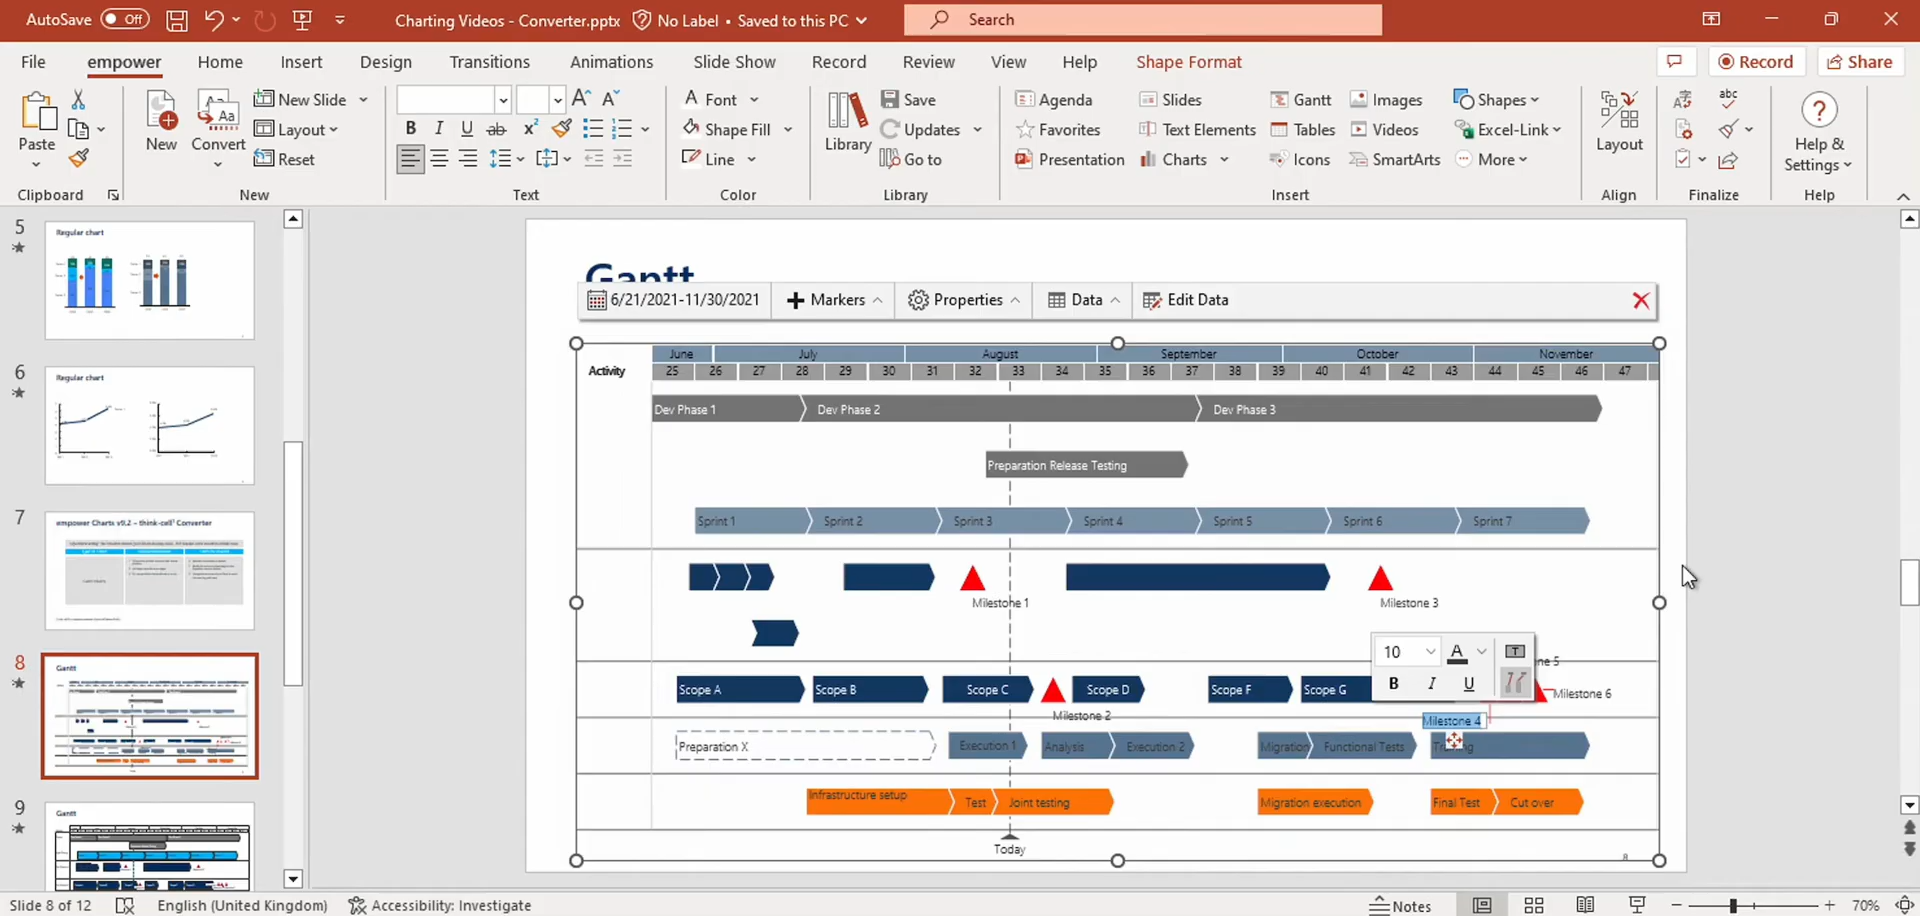 AutoSave Off Charting Videos - Converter.pptx No Label • Saved to this PC Search
File empower Home Insert Design Transitions Animations Slide Show Record Review View Help Shape Format Record Share
Paste
Clipboard
New
Convert
New Slide
Layout
Reset
New
B I U ab x²
Text
Font
Shape Fill
Line
Color
Library
Save
Updates
Go to
Library
Agenda
Favorites
Presentation
Slides
Text Elements
Charts
Gantt
Tables
Icons
Images
Videos
SmartArts
Shapes
Excel-Link
More
Insert
Layout
Align
abc
Finalize
Help &
Settings
Help
5
Regular chart
6
Regular chart
7
empower Charts v9.2 – think-cell Converter
8
Gantt
9
Gantt
Gantt
6/21/2021-11/30/2021 Markers Properties Data Edit Data
June July August September October November
Activity 25 26 27 28 29 30 31 32 33 34 35 36 37 38 39 40 41 42 43 44 45 46 47
Dev Phase 1 Dev Phase 2 Dev Phase 3
Preparation Release Testing
Sprint 1 Sprint 2 Sprint 3 Sprint 4 Sprint 5 Sprint 6 Sprint 7
Milestone 1 Milestone 3
10 A T
B I U
ne 5
Scope A Scope B Scope C Scope D Scope F Scope G Milestone 6
Milestone 2 Milestone 4
Preparation X Execution 1 Analysis Execution 2 Migration Functional Tests
Infrastructure setup Test Joint testing Migration execution Final Test Cut over
Today
8
Slide 8 of 12 English (United Kingdom) Accessibility: Investigate Notes 70%